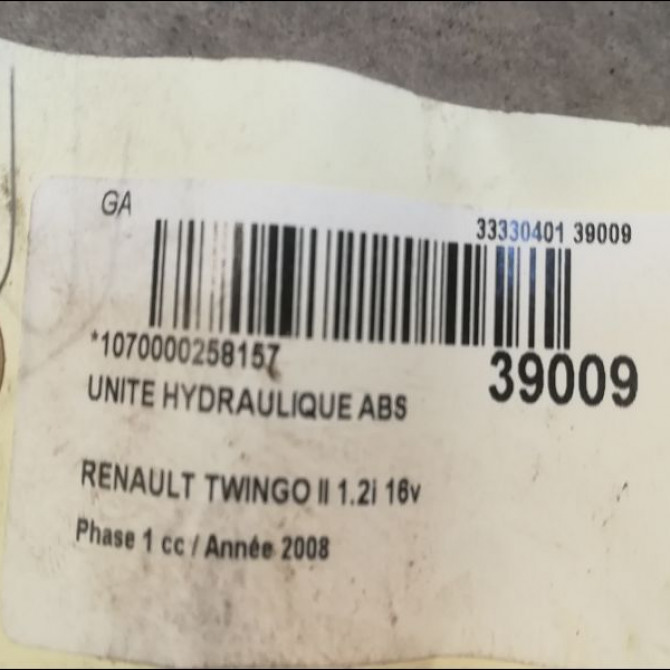 GA
33330401 39009
*1070000258157
39009
UNITE HYDRAULIQUE ABS
RENAULT TWINGO II 1.2i 16v
Phase 1 cc / Année 2008